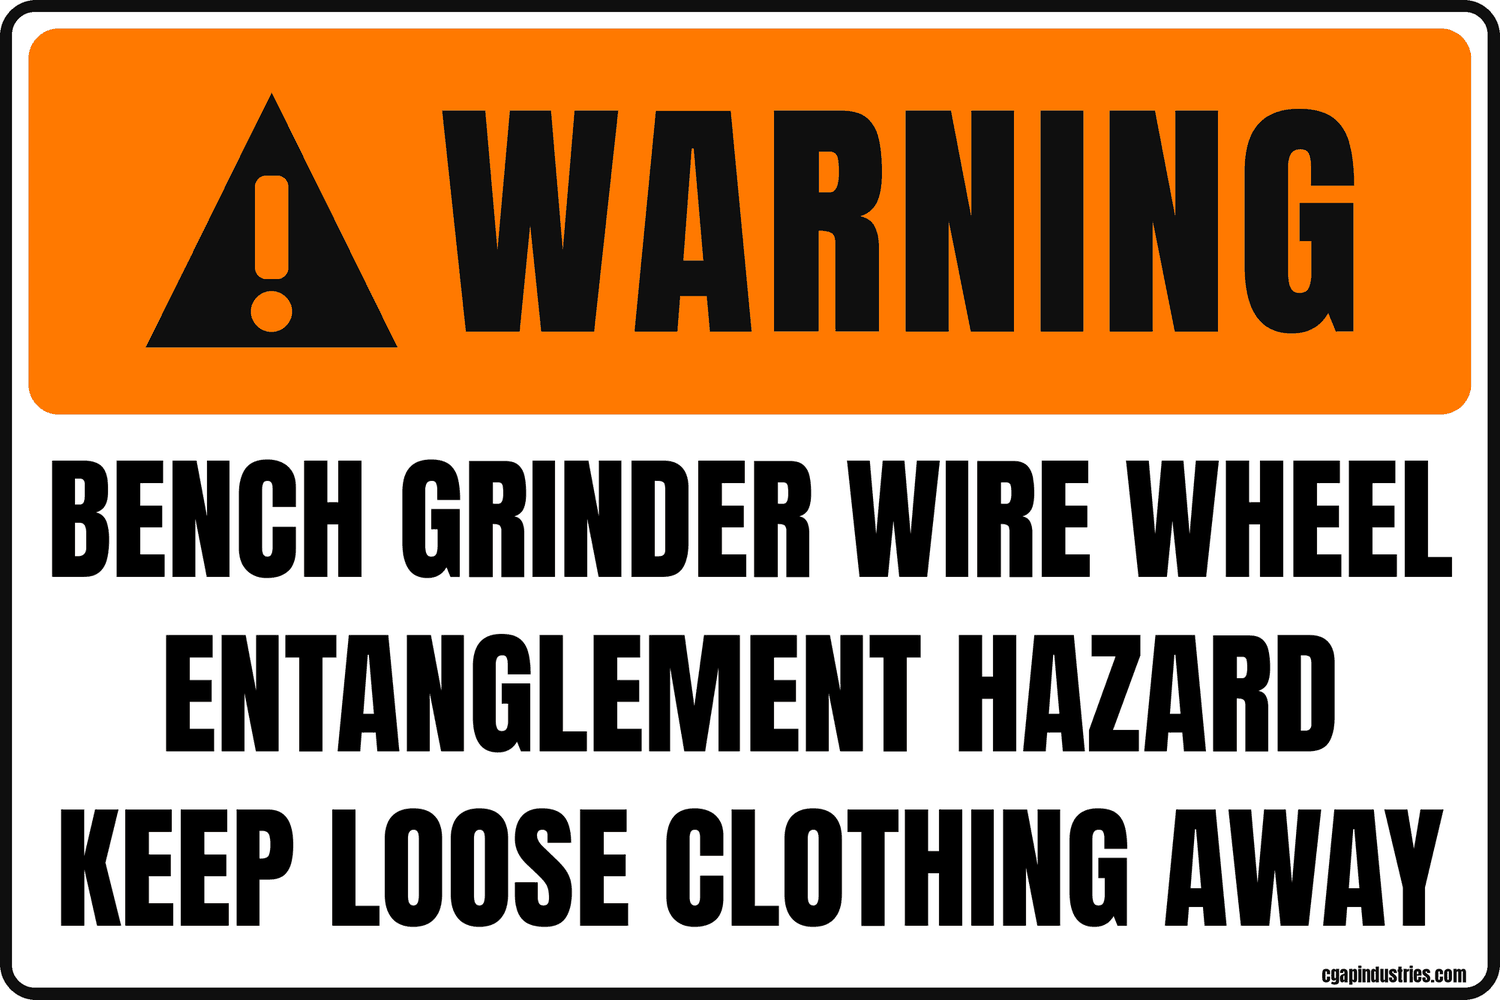 WARNING
BENCH GRINDER WIRE WHEEL
ENTANGLEMENT HAZARD
KEEP LOOSE CLOTHING AWAY
cgapindustries.com